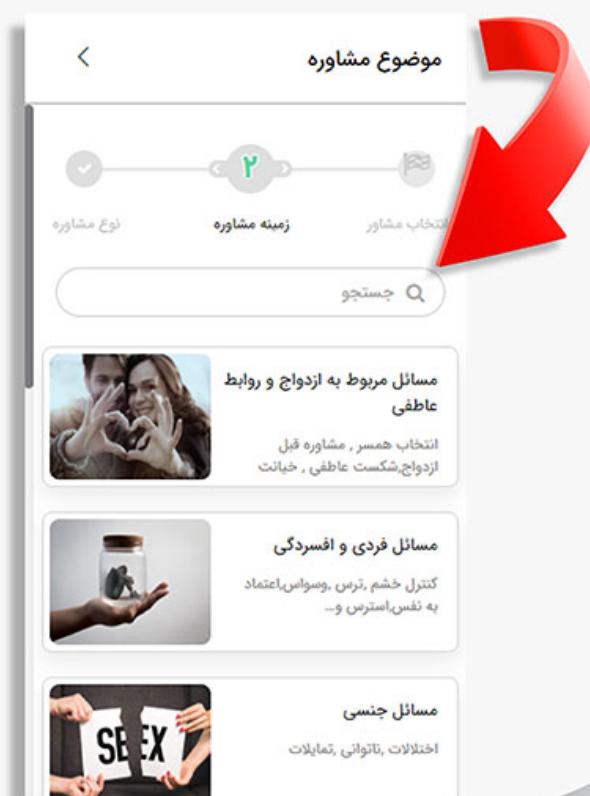 موضوع مشاوره
۲
انتخاب مشاور
زمینه مشاوره
نوع مشاوره
جستجو
مسائل مربوط به ازدواج و روابط
عاطفی
انتخاب همسر , مشاوره قبل
ازدواج,شکست عاطفی , خیانت
مسائل فردی و افسردگی
کنترل خشم ,ترس ,وسواس,اعتماد
به نفس,استرس و...
مسائل جنسی
اختلالات ,ناتوانی ,تمایلات
SEX